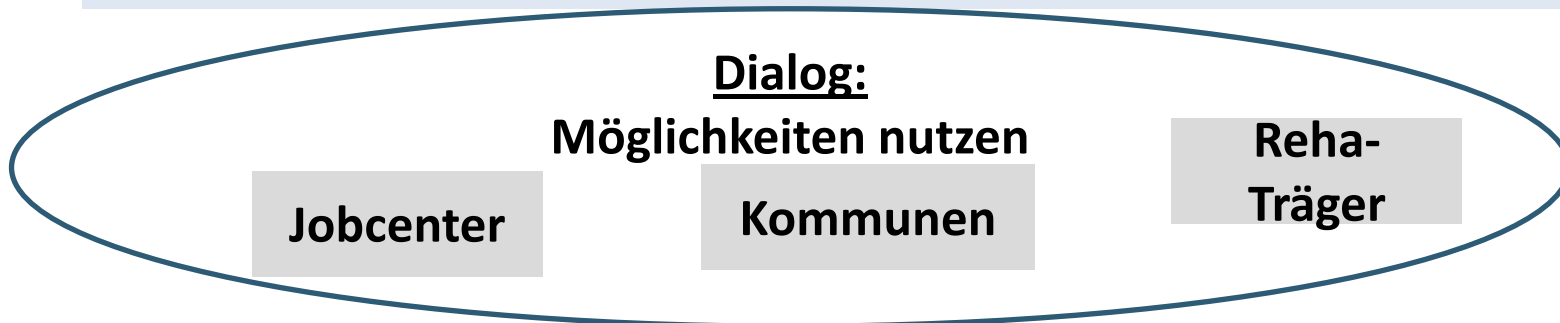 Dialog:
Möglichkeiten nutzen
Jobcenter
Kommunen
Reha-
Träger